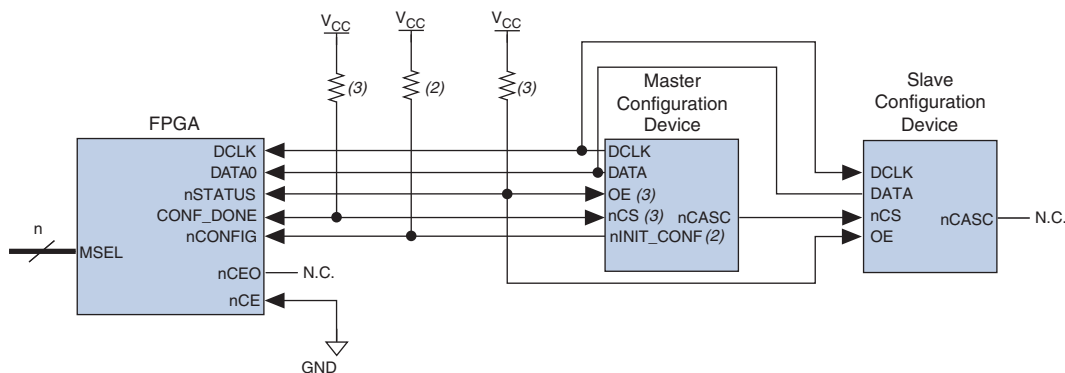 VCC
VCC
VCC
(3)
(2)
(3)
FPGA
Master
Configuration
Device
Slave
Configuration
Device
DCLK
DATA0
nSTATUS
CONF_DONE
nCONFIG
n
MSEL
nCEO
N.C.
nCE
GND
DCLK
DATA
OE (3)
nCS (3)
nCASC
nINIT_CONF (2)
DCLK
DATA
nCS
nCASC
N.C.
OE